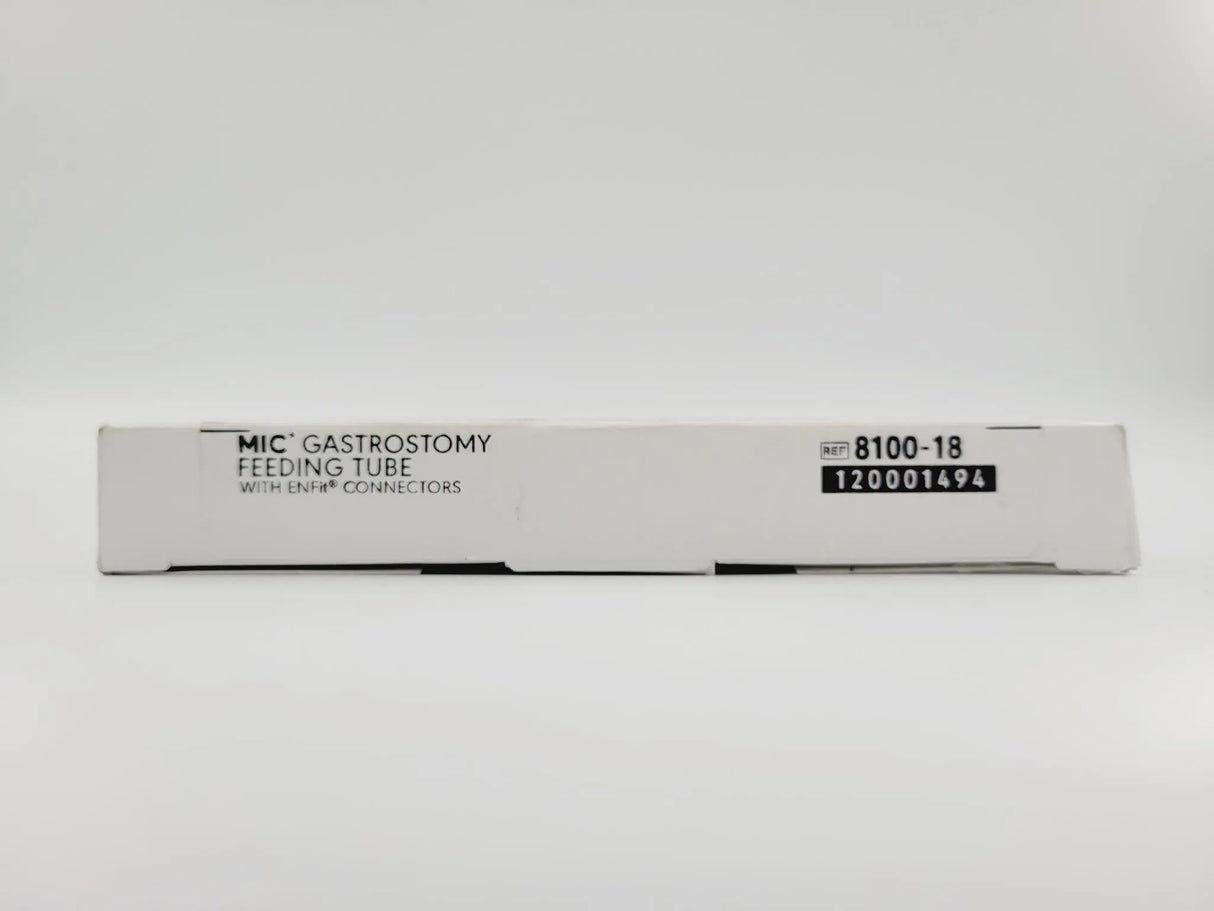 MIC* GASTROSTOMY
FEEDING TUBE
WITH ENFit® CONNECTORS
REF 8100-18
120001494